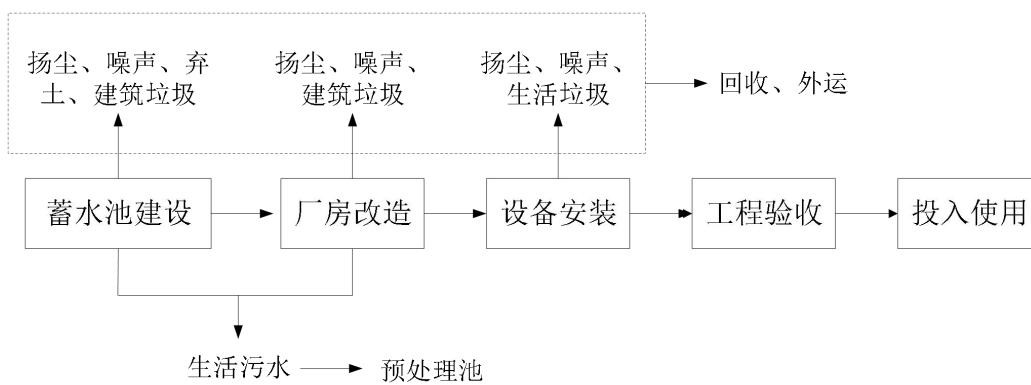 扬尘、噪声、弃
土、建筑垃圾
扬尘、噪声、
建筑垃圾
扬尘、噪声、
生活垃圾
回收、外运
蓄水池建设
厂房改造
设备安装
工程验收
投入使用
生活污水
预处理池